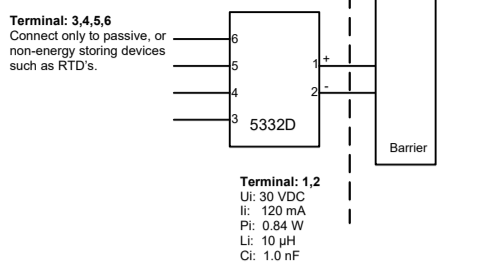 Terminal: 3,4,5,6
Connect only to passive, or
non-energy storing devices
such as RTD's.
6
5
4
3
1
+
2
-
5332D
Barrier
Terminal: 1,2
Ui: 30 VDC
Ii: 120 mA
Pi: 0.84 W
Li: 10 µH
Ci: 1.0 nF